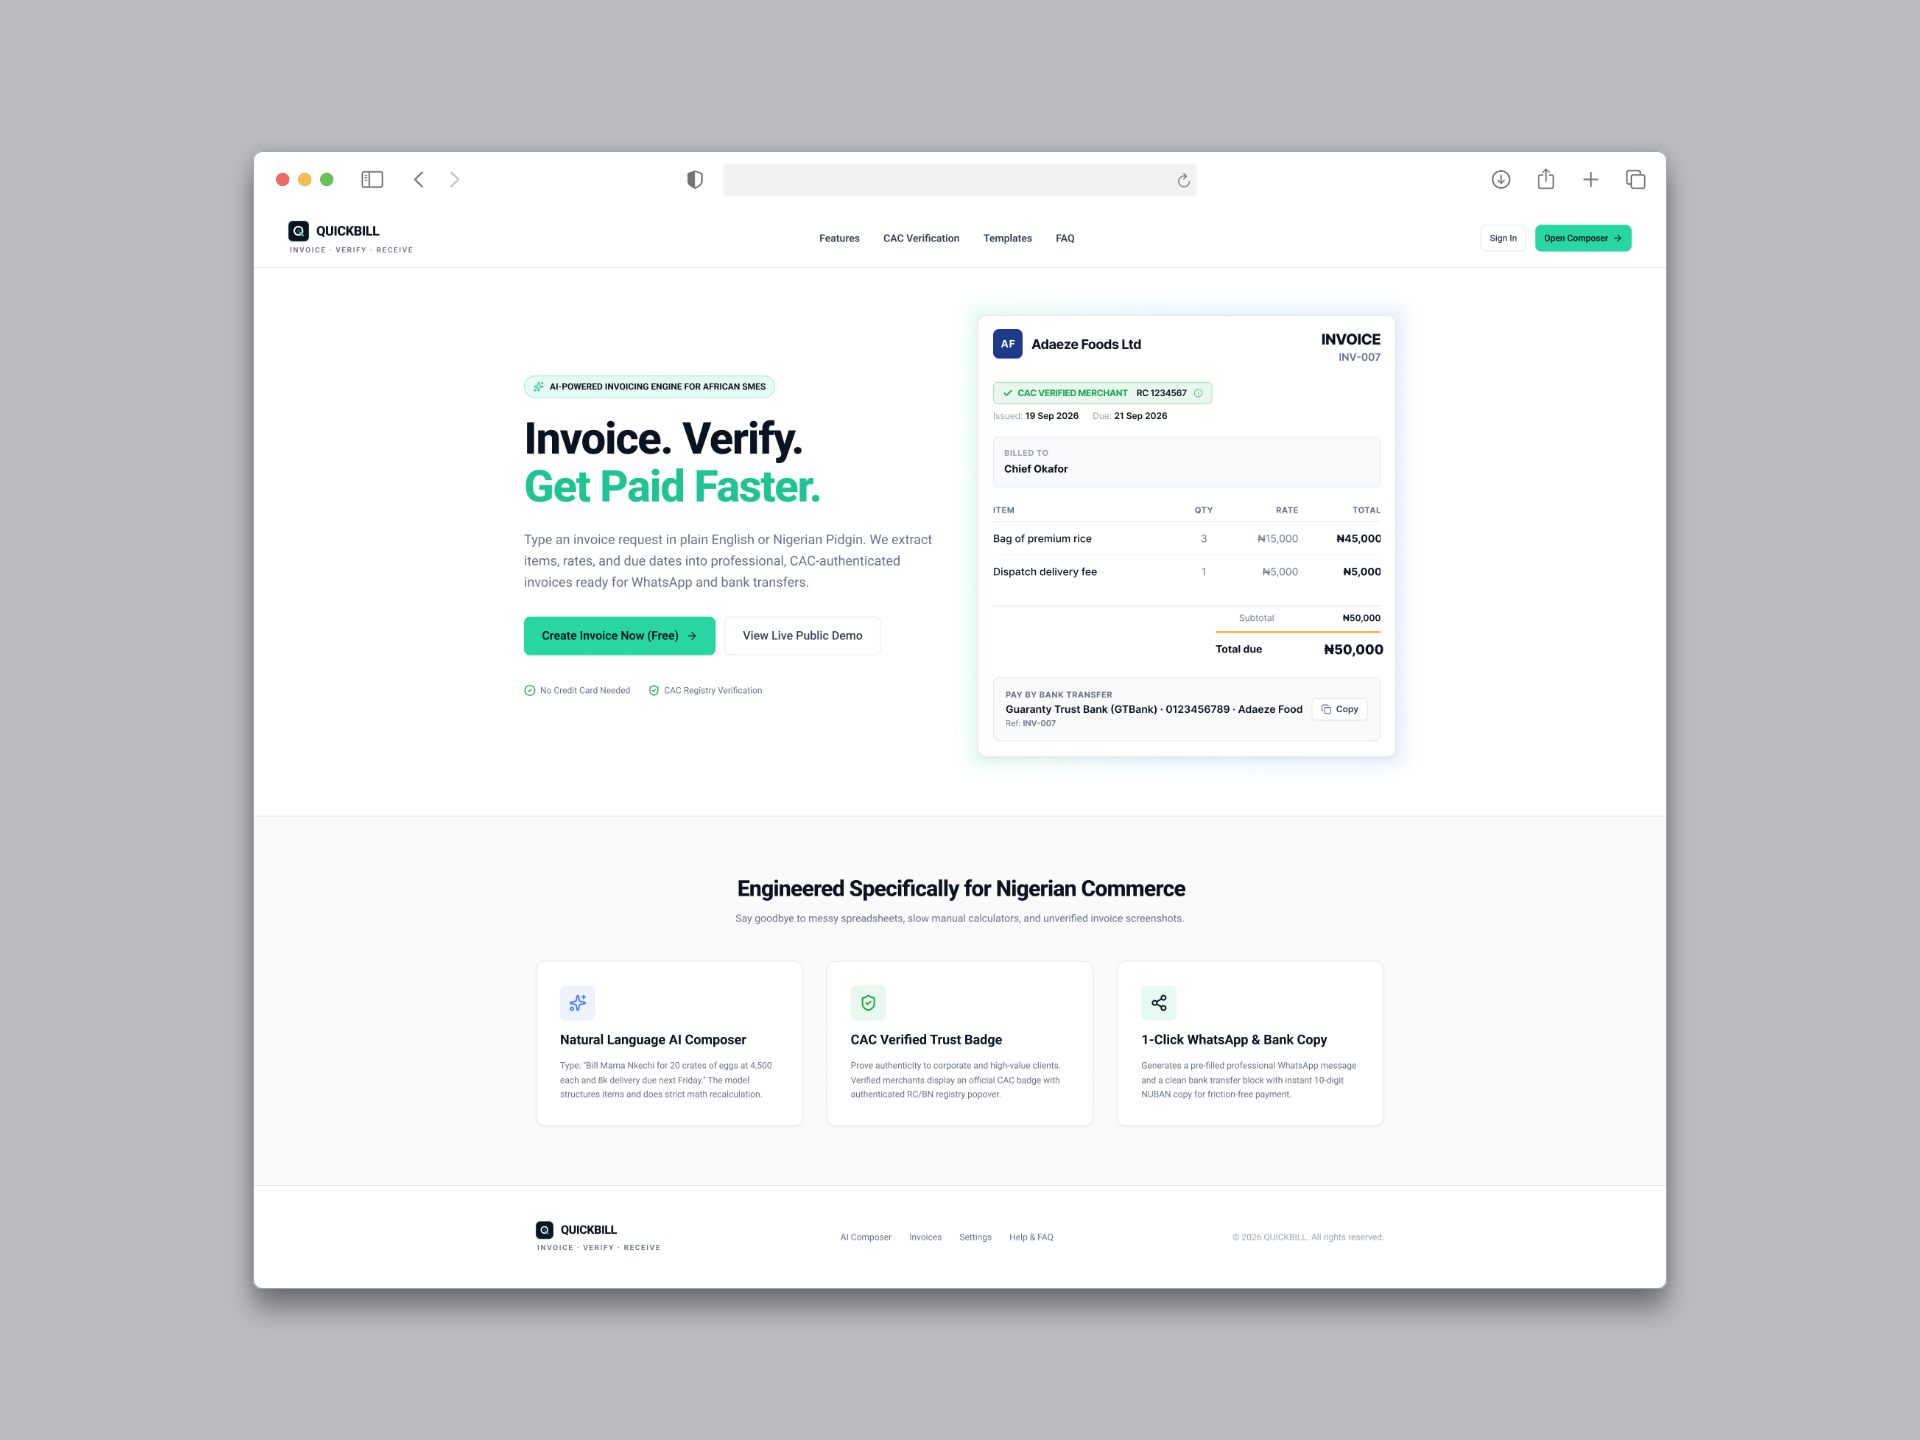 QUICKBILL
INVOICE · VERIFY · RECEIVE
Features
CAC Verification
Templates
FAQ
Sign In
Open Composer
AI-POWERED INVOICING ENGINE FOR AFRICAN SMES
Invoice. Verify.
Get Paid Faster.
Type an invoice request in plain English or Nigerian Pidgin. We extract
items, rates, and due dates into professional, CAC-authenticated
invoices ready for WhatsApp and bank transfers.
Create Invoice Now (Free)
View Live Public Demo
No Credit Card Needed
CAC Registry Verification
AF
Adaeze Foods Ltd
INVOICE
INV-007
CAC VERIFIED MERCHANT RC 1234567
Issued: 19 Sep 2026 Due: 21 Sep 2026
BILLED TO
Chief Okafor
ITEM QTY RATE TOTAL
Bag of premium rice 3 ₦15,000 ₦45,000
Dispatch delivery fee 1 ₦5,000 ₦5,000
Subtotal ₦50,000
Total due ₦50,000
PAY BY BANK TRANSFER
Guaranty Trust Bank (GTBank) · 0123456789 · Adaeze Food
Ref: INV-007
Copy
Engineered Specifically for Nigerian Commerce
Say goodbye to messy spreadsheets, slow manual calculators, and unverified invoice screenshots.
Natural Language AI Composer
Type: "Bill Mama Nkechi for 20 crates of eggs at 4,500
each and 8k delivery due next Friday." The model
structures items and does strict math recalculation.
CAC Verified Trust Badge
Prove authenticity to corporate and high-value clients.
Verified merchants display an official CAC badge with
authenticated RC/BN registry popover.
1-Click WhatsApp & Bank Copy
Generates a pre-filled professional WhatsApp message
and a clean bank transfer block with instant 10-digit
NUBAN copy for friction-free payment.
QUICKBILL
INVOICE · VERIFY · RECEIVE
AI Composer
Invoices
Settings
Help & FAQ
© 2026 QUICKBILL. All rights reserved.